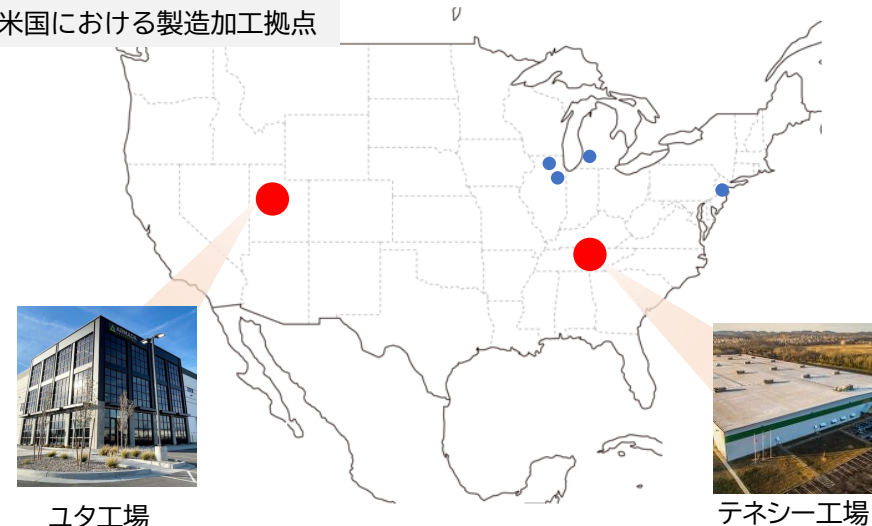 米国における製造加工拠点
ユタ工場
テネシー工場